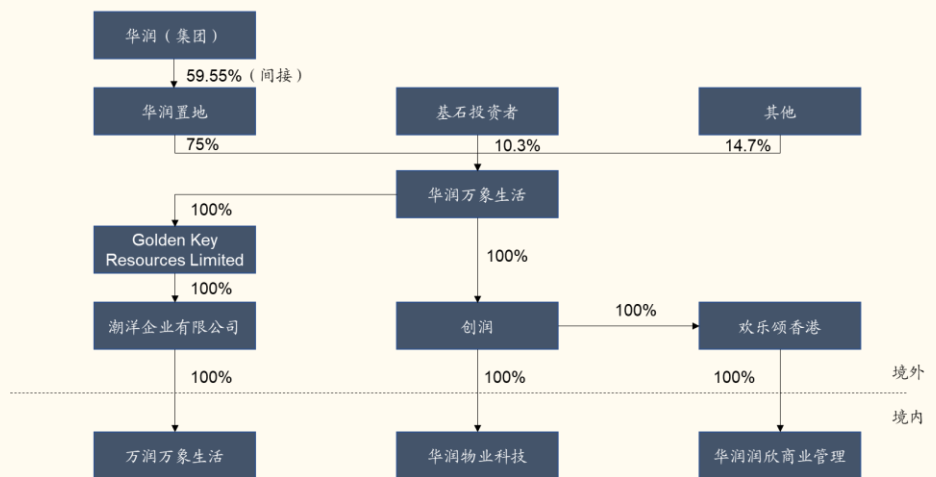 华润（集团）
59.55%（间接）
华润置地
基石投资者
其他
75%
10.3%
14.7%
华润万象生活
100%
Golden Key
Resources Limited
100%
100%
潮洋企业有限公司
创润
100%
欢乐颂香港
100%
100%
100%
境外
境内
万润万象生活
华润物业科技
华润润欣商业管理